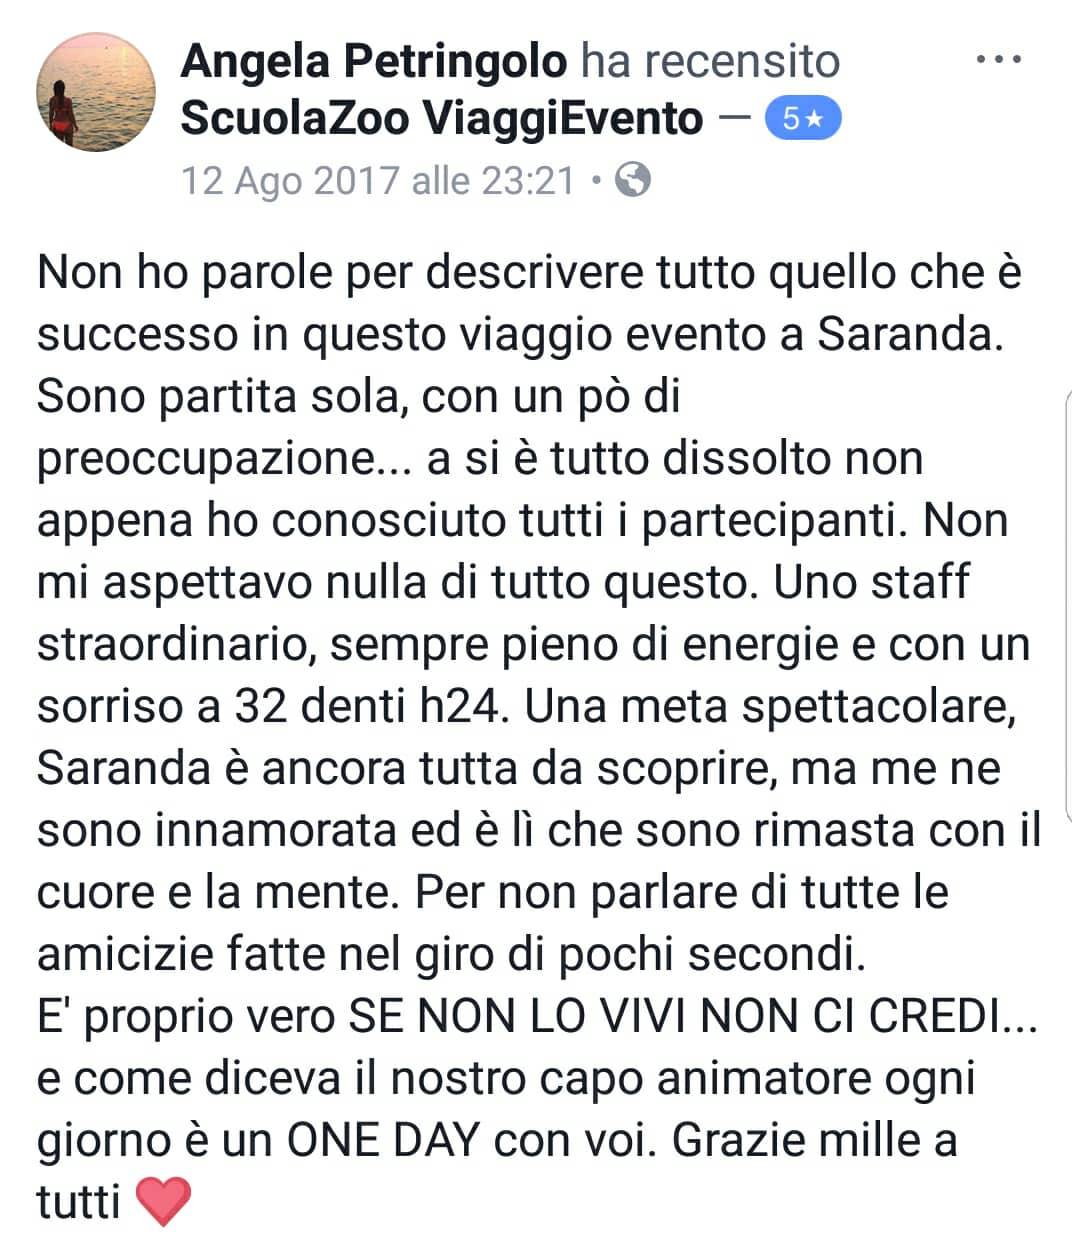 Angela Petringolo ha recensito
ScuolaZoo ViaggiEvento — 5★
12 Ago 2017 alle 23:21 •
Non ho parole per descrivere tutto quello che è
successo in questo viaggio evento a Saranda.
Sono partita sola, con un pò di
preoccupazione... a si è tutto dissolto non
appena ho conosciuto tutti i partecipanti. Non
mi aspettavo nulla di tutto questo. Uno staff
straordinario, sempre pieno di energie e con un
sorriso a 32 denti h24. Una meta spettacolare,
Saranda è ancora tutta da scoprire, ma me ne
sono innamorata ed è lì che sono rimasta con il
cuore e la mente. Per non parlare di tutte le
amicizie fatte nel giro di pochi secondi.
E' proprio vero SE NON LO VIVI NON CI CREDI...
e come diceva il nostro capo animatore ogni
giorno è un ONE DAY con voi. Grazie mille a
tutti ❤